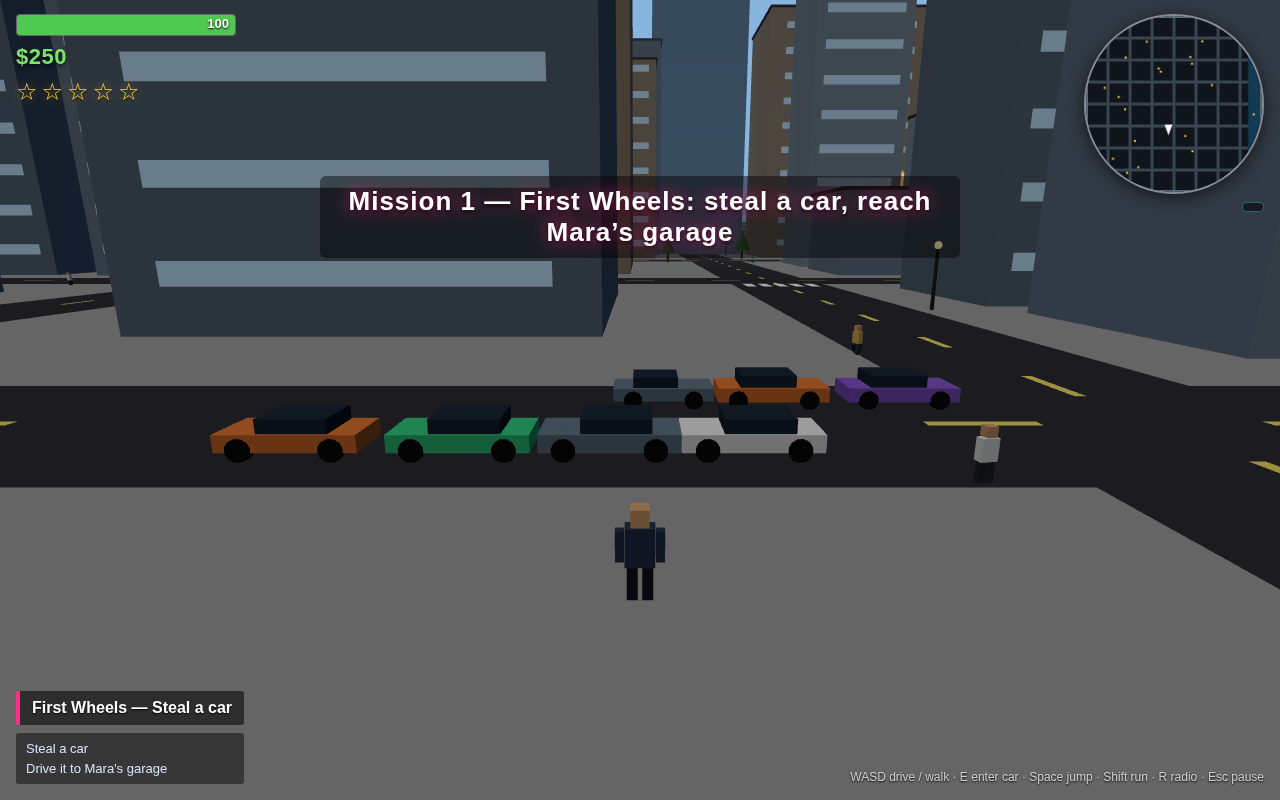 100
$250
Mission 1 — First Wheels: steal a car, reach
Mara’s garage
First Wheels — Steal a car
Steal a car
Drive it to Mara's garage
WASD drive / walk · E enter car · Space jump · Shift run · R radio · Esc pause